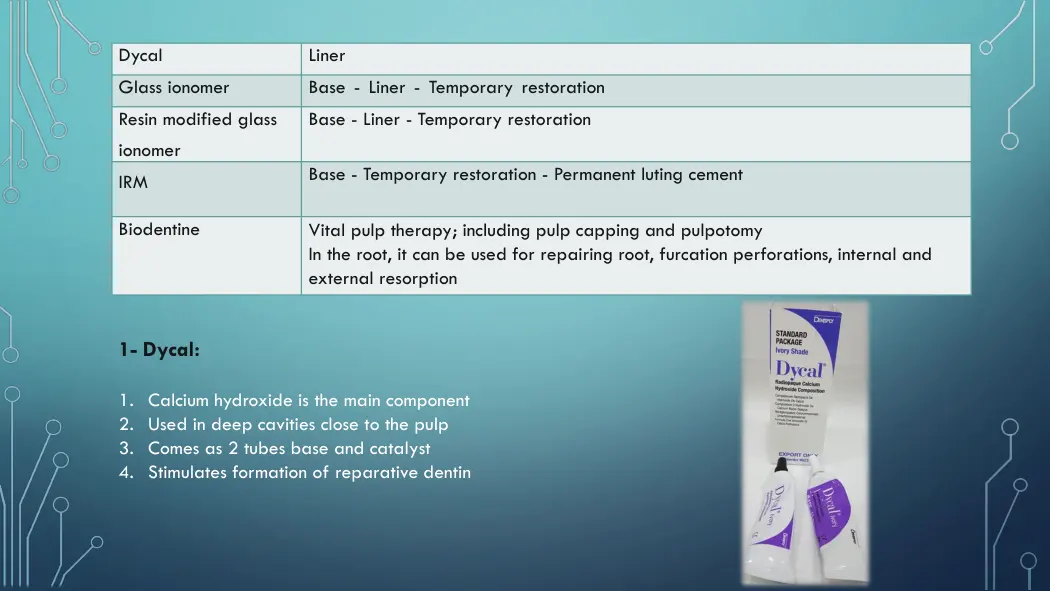 Dycal
Liner
Glass ionomer
Base - Liner - Temporary restoration
Resin modified glass
ionomer
Base - Liner - Temporary restoration
IRM
Base - Temporary restoration - Permanent luting cement
Biodentine
Vital pulp therapy; including pulp capping and pulpotomy
In the root, it can be used for repairing root, furcation perforations, internal and
external resorption
1- Dycal:
1. Calcium hydroxide is the main component
2. Used in deep cavities close to the pulp
3. Comes as 2 tubes base and catalyst
4. Stimulates formation of reparative dentin
Dentsply
STANDARD
PACKAGE
Ivory Shade
Dycal
Radiopaque Calcium
Hydroxide Composition
EXPORT
Dycal
Dycal